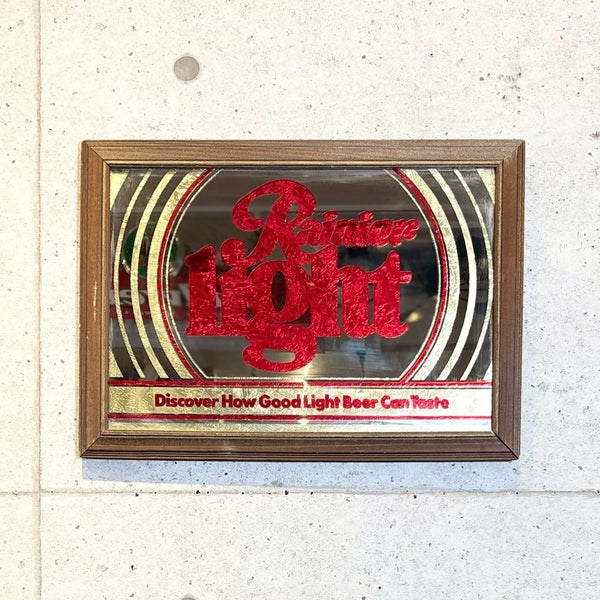 Rainier
Light
Discover How Good Light Beer Can Taste